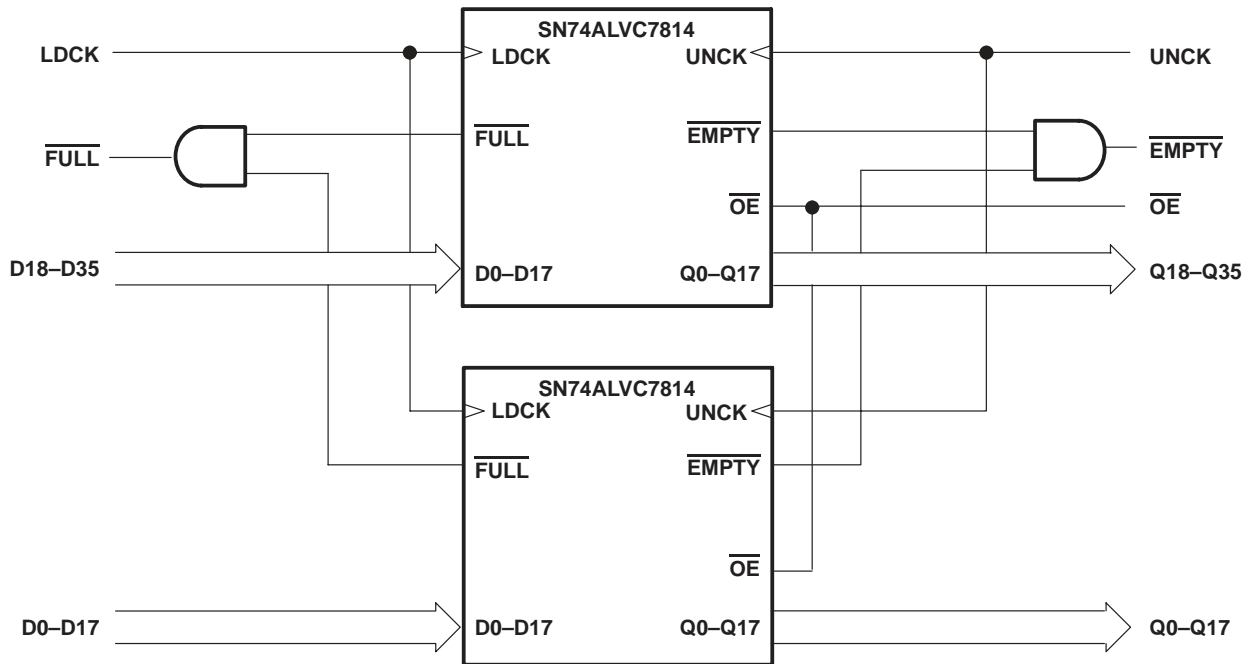 SN74ALVC7814
LDCK
LDCK
UNCK
UNCK
FULL
FULL
EMPTY
EMPTY
OE
OE
D18–D35
D0–D17
Q0–Q17
Q18–Q35
SN74ALVC7814
LDCK
UNCK
FULL
EMPTY
OE
D0–D17
D0–D17
Q0–Q17
Q0–Q17